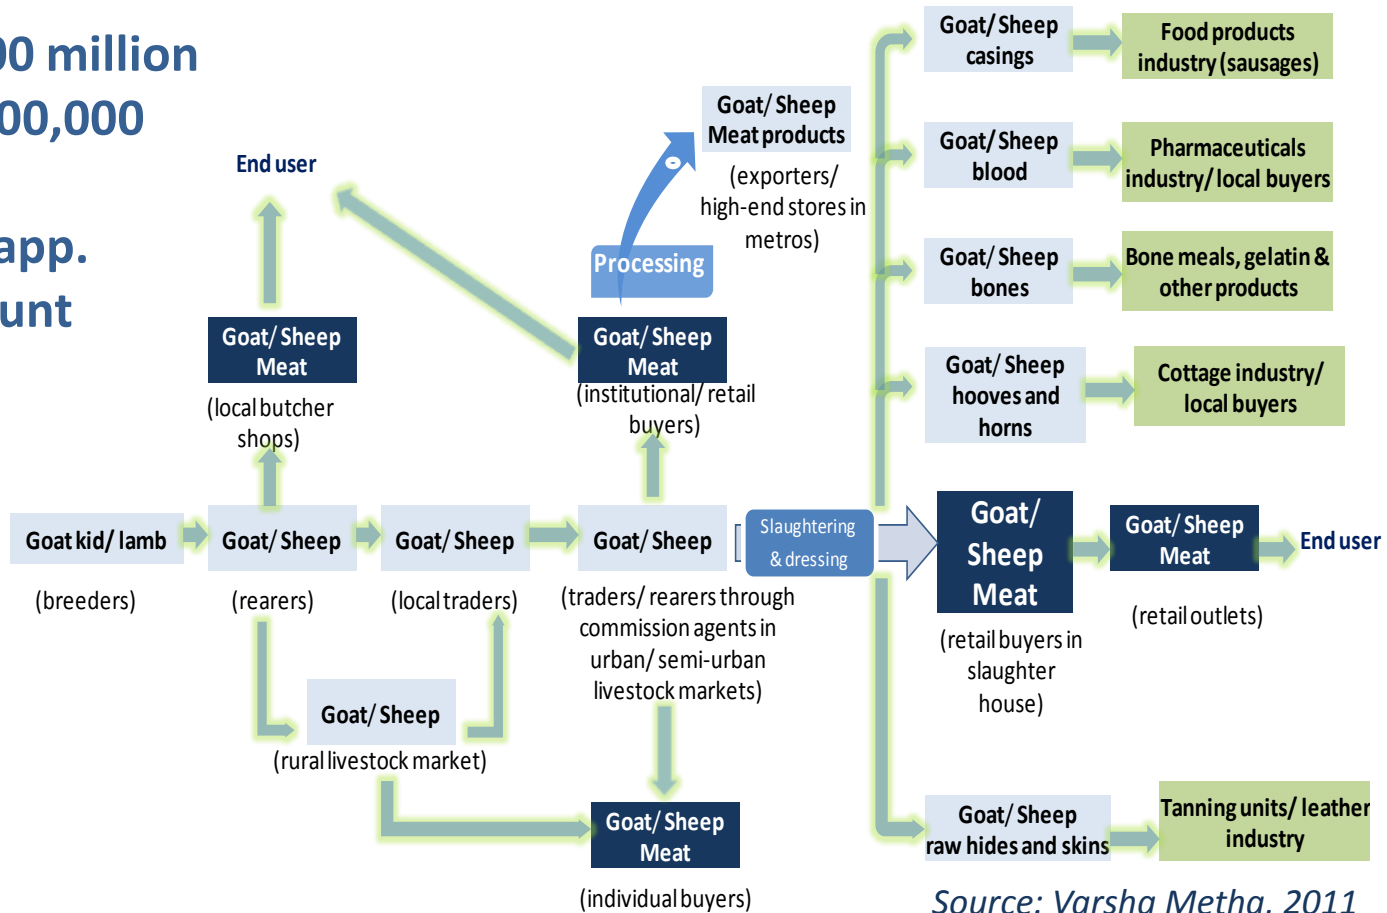 00 million
00,000
app.
unt
End user
Goat/ Sheep
Meat
(local butcher
shops)
Goat/ Sheep
Meat products
(exporters/
high-end stores in
metros)
Processing
Goat/ Sheep
Meat
(institutional/ retail
buyers)
Goat kid/ lamb
(breeders)
Goat/ Sheep
(rearers)
Goat/ Sheep
(local traders)
Goat/ Sheep
(traders/ rearers through
commission agents in
urban/ semi-urban
livestock markets)
Slaughtering
& dressing
Goat/ Sheep
(rural livestock market)
Goat/ Sheep
Meat
(individual buyers)
Goat/ Sheep
casings
Food products
industry (sausages)
Goat/ Sheep
blood
Pharmaceuticals
industry/ local buyers
Goat/ Sheep
bones
Bone meals, gelatin &
other products
Goat/ Sheep
hooves and
horns
Cottage industry/
local buyers
Goat/
Sheep
Meat
(retail buyers in
slaughter
house)
Goat/ Sheep
Meat
(retail outlets)
End user
Goat/ Sheep
raw hides and skins
Tanning units/ leather
industry
Source: Varsha Metha, 2011